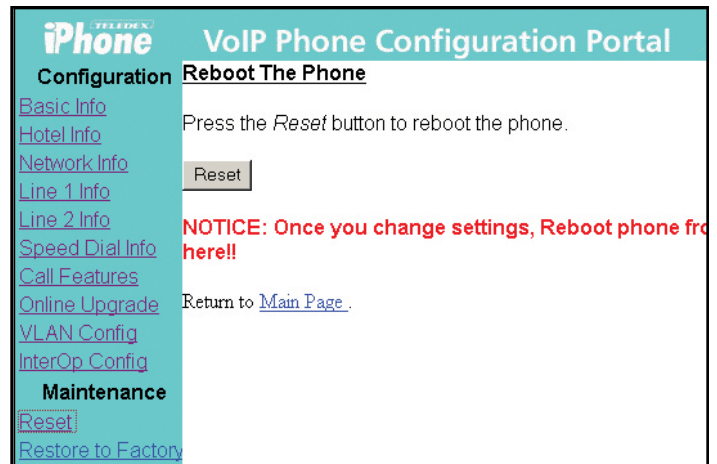 TELEDEX
iPhone
VoIP Phone Configuration Portal
Configuration
Basic Info
Hotel Info
Network Info
Line 1 Info
Line 2 Info
Speed Dial Info
Call Features
Online Upgrade
VLAN Config
InterOp Config
Maintenance
Reset
Restore to Factory
Reboot The Phone
Press the Reset button to reboot the phone.
Reset
NOTICE: Once you change settings, Reboot phone fro
here!!
Return to Main Page .